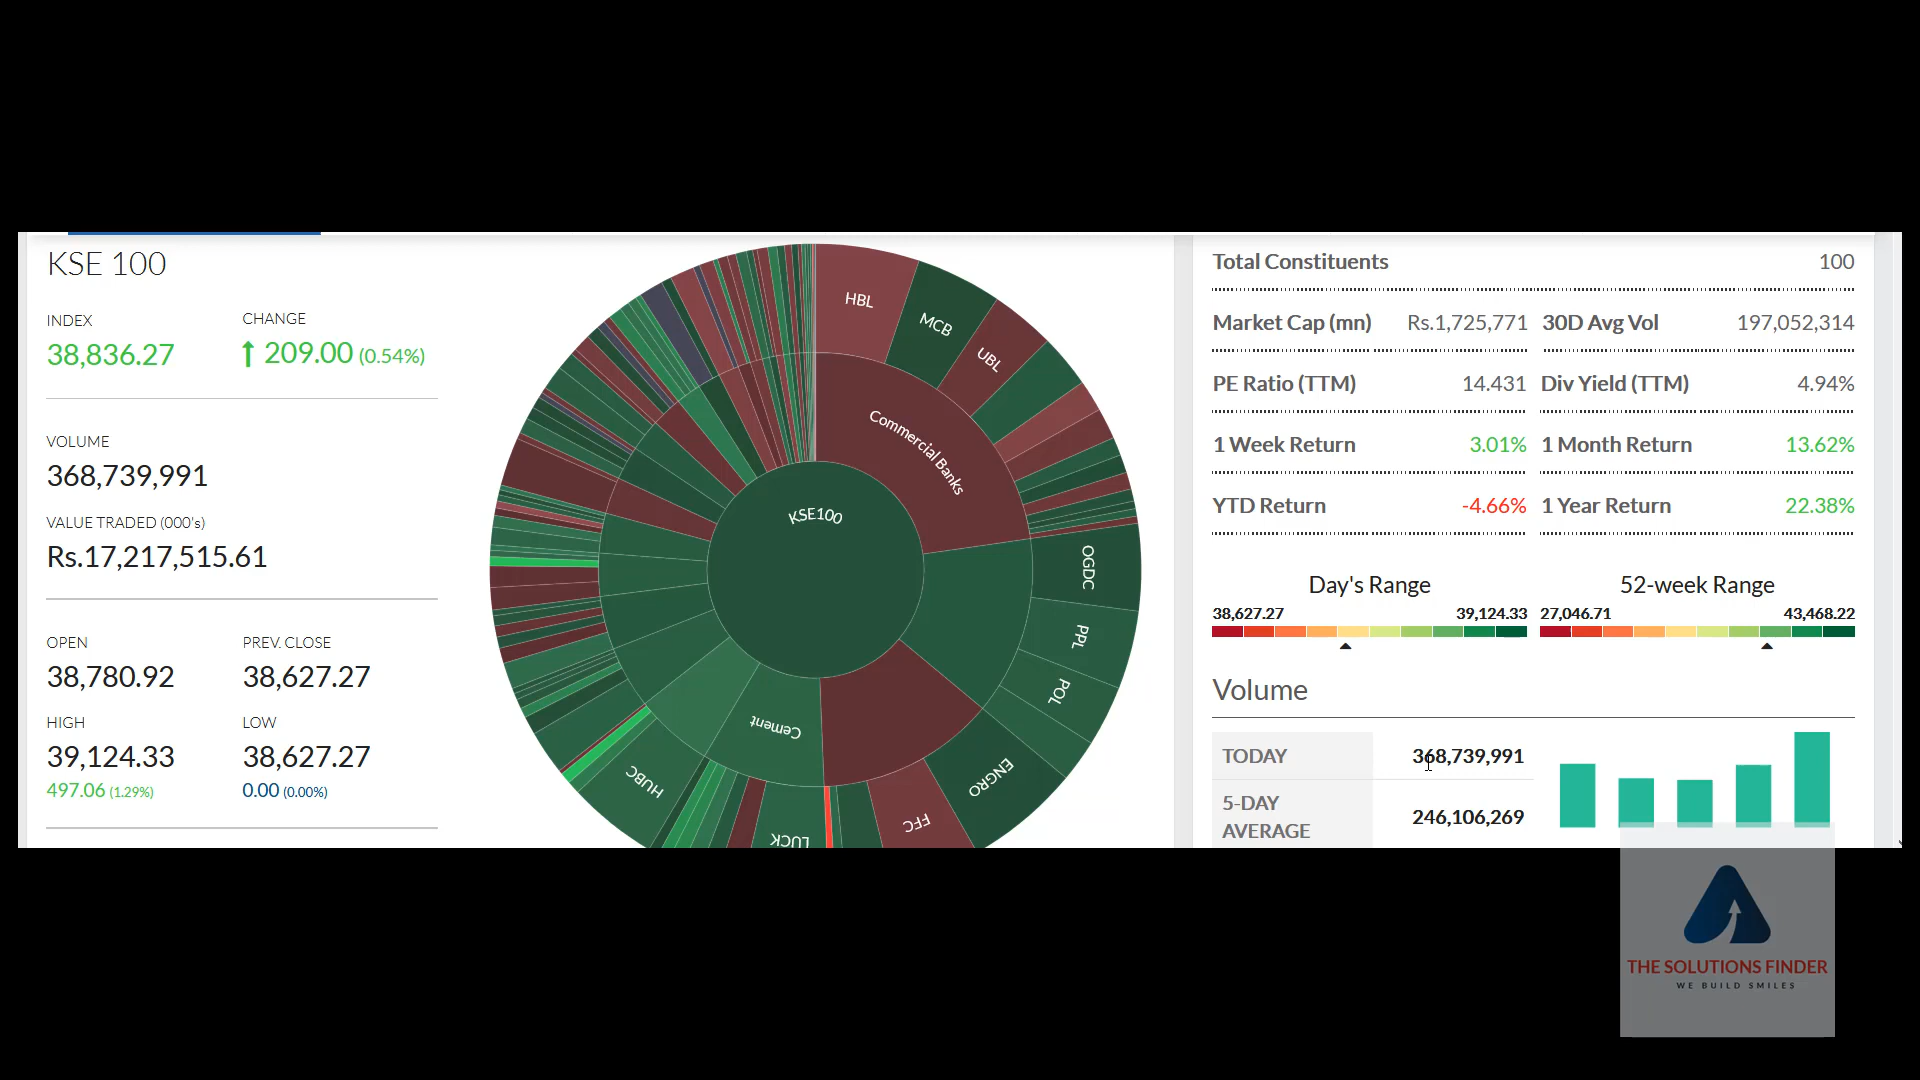 KSE 100
INDEX
38,836.27
CHANGE
209.00 (0.54%)
VOLUME
368,739,991
VALUE TRADED (000's)
Rs.17,217,515.61
OPEN
38,780.92
PREV. CLOSE
38,627.27
HIGH
39,124.33
497.06 (1.29%)
LOW
38,627.27
0.00 (0.00%)
KSE100
Commercial Banks
HBL
MCB
UBL
OGDC
PPL
POL
ENGRO
FFC
LUCK
Cement
HUBC
Total Constituents 100
Market Cap (mn) Rs.1,725,771 30D Avg Vol 197,052,314
PE Ratio (TTM) 14.431 Div Yield (TTM) 4.94%
1 Week Return 3.01% 1 Month Return 13.62%
YTD Return -4.66% 1 Year Return 22.38%
Day's Range
38,627.27 39,124.33
52-week Range
27,046.71 43,468.22
Volume
TODAY 368,739,991
5-DAY
AVERAGE 246,106,269
THE SOLUTIONS FINDER
WE BUILD SMILES